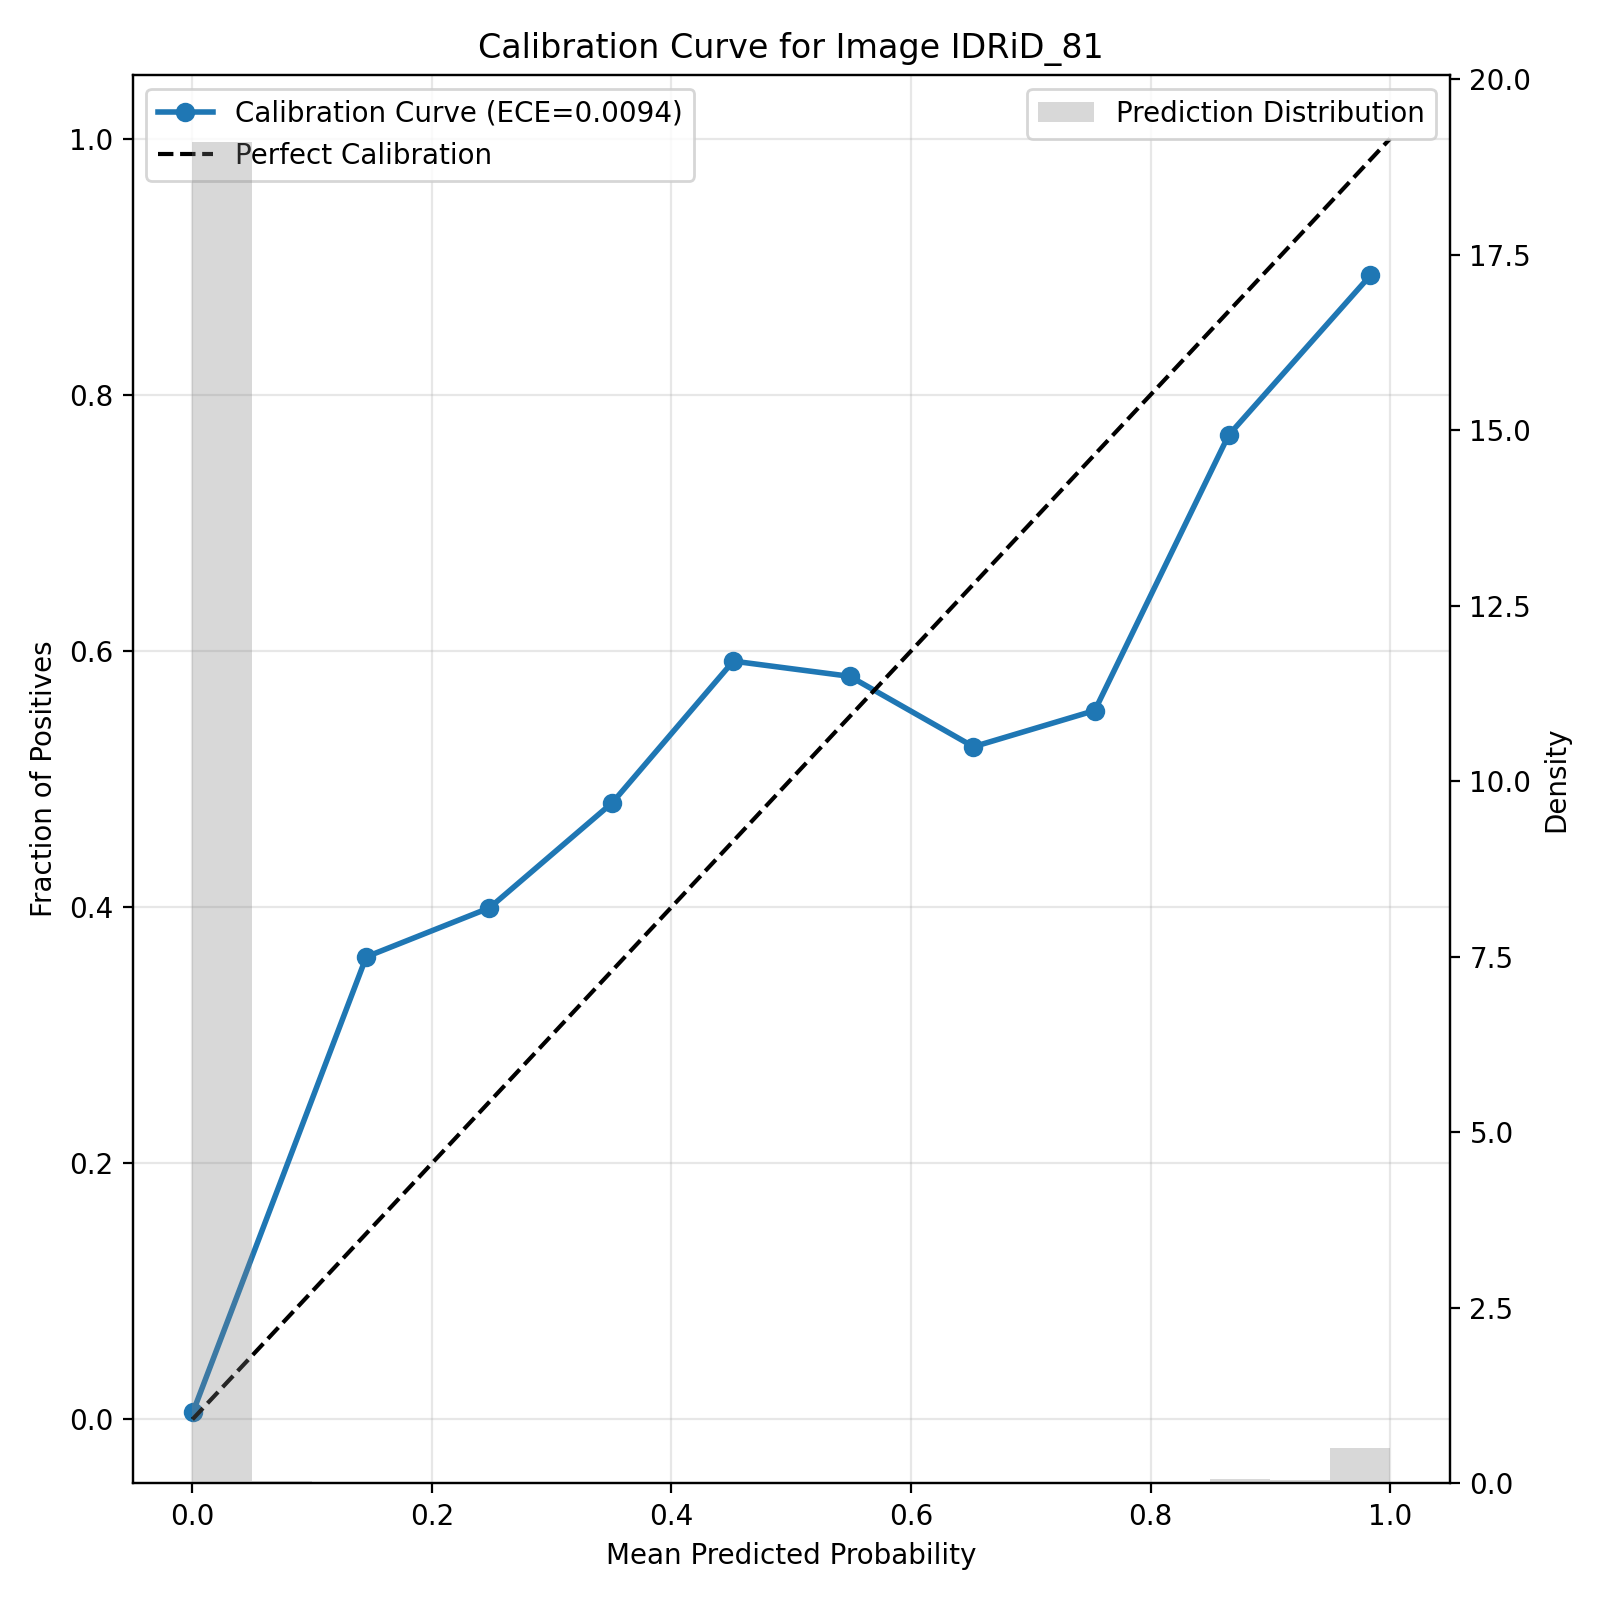 Calibration Curve for Image IDRiD_81
Calibration Curve (ECE=0.0094)
Perfect Calibration
Prediction Distribution
Fraction of Positives
1.0
0.8
0.6
0.4
0.2
0.0
20.0
17.5
15.0
12.5
10.0
7.5
5.0
2.5
0.0
Density
0.0 0.2 0.4 0.6 0.8 1.0
Mean Predicted Probability